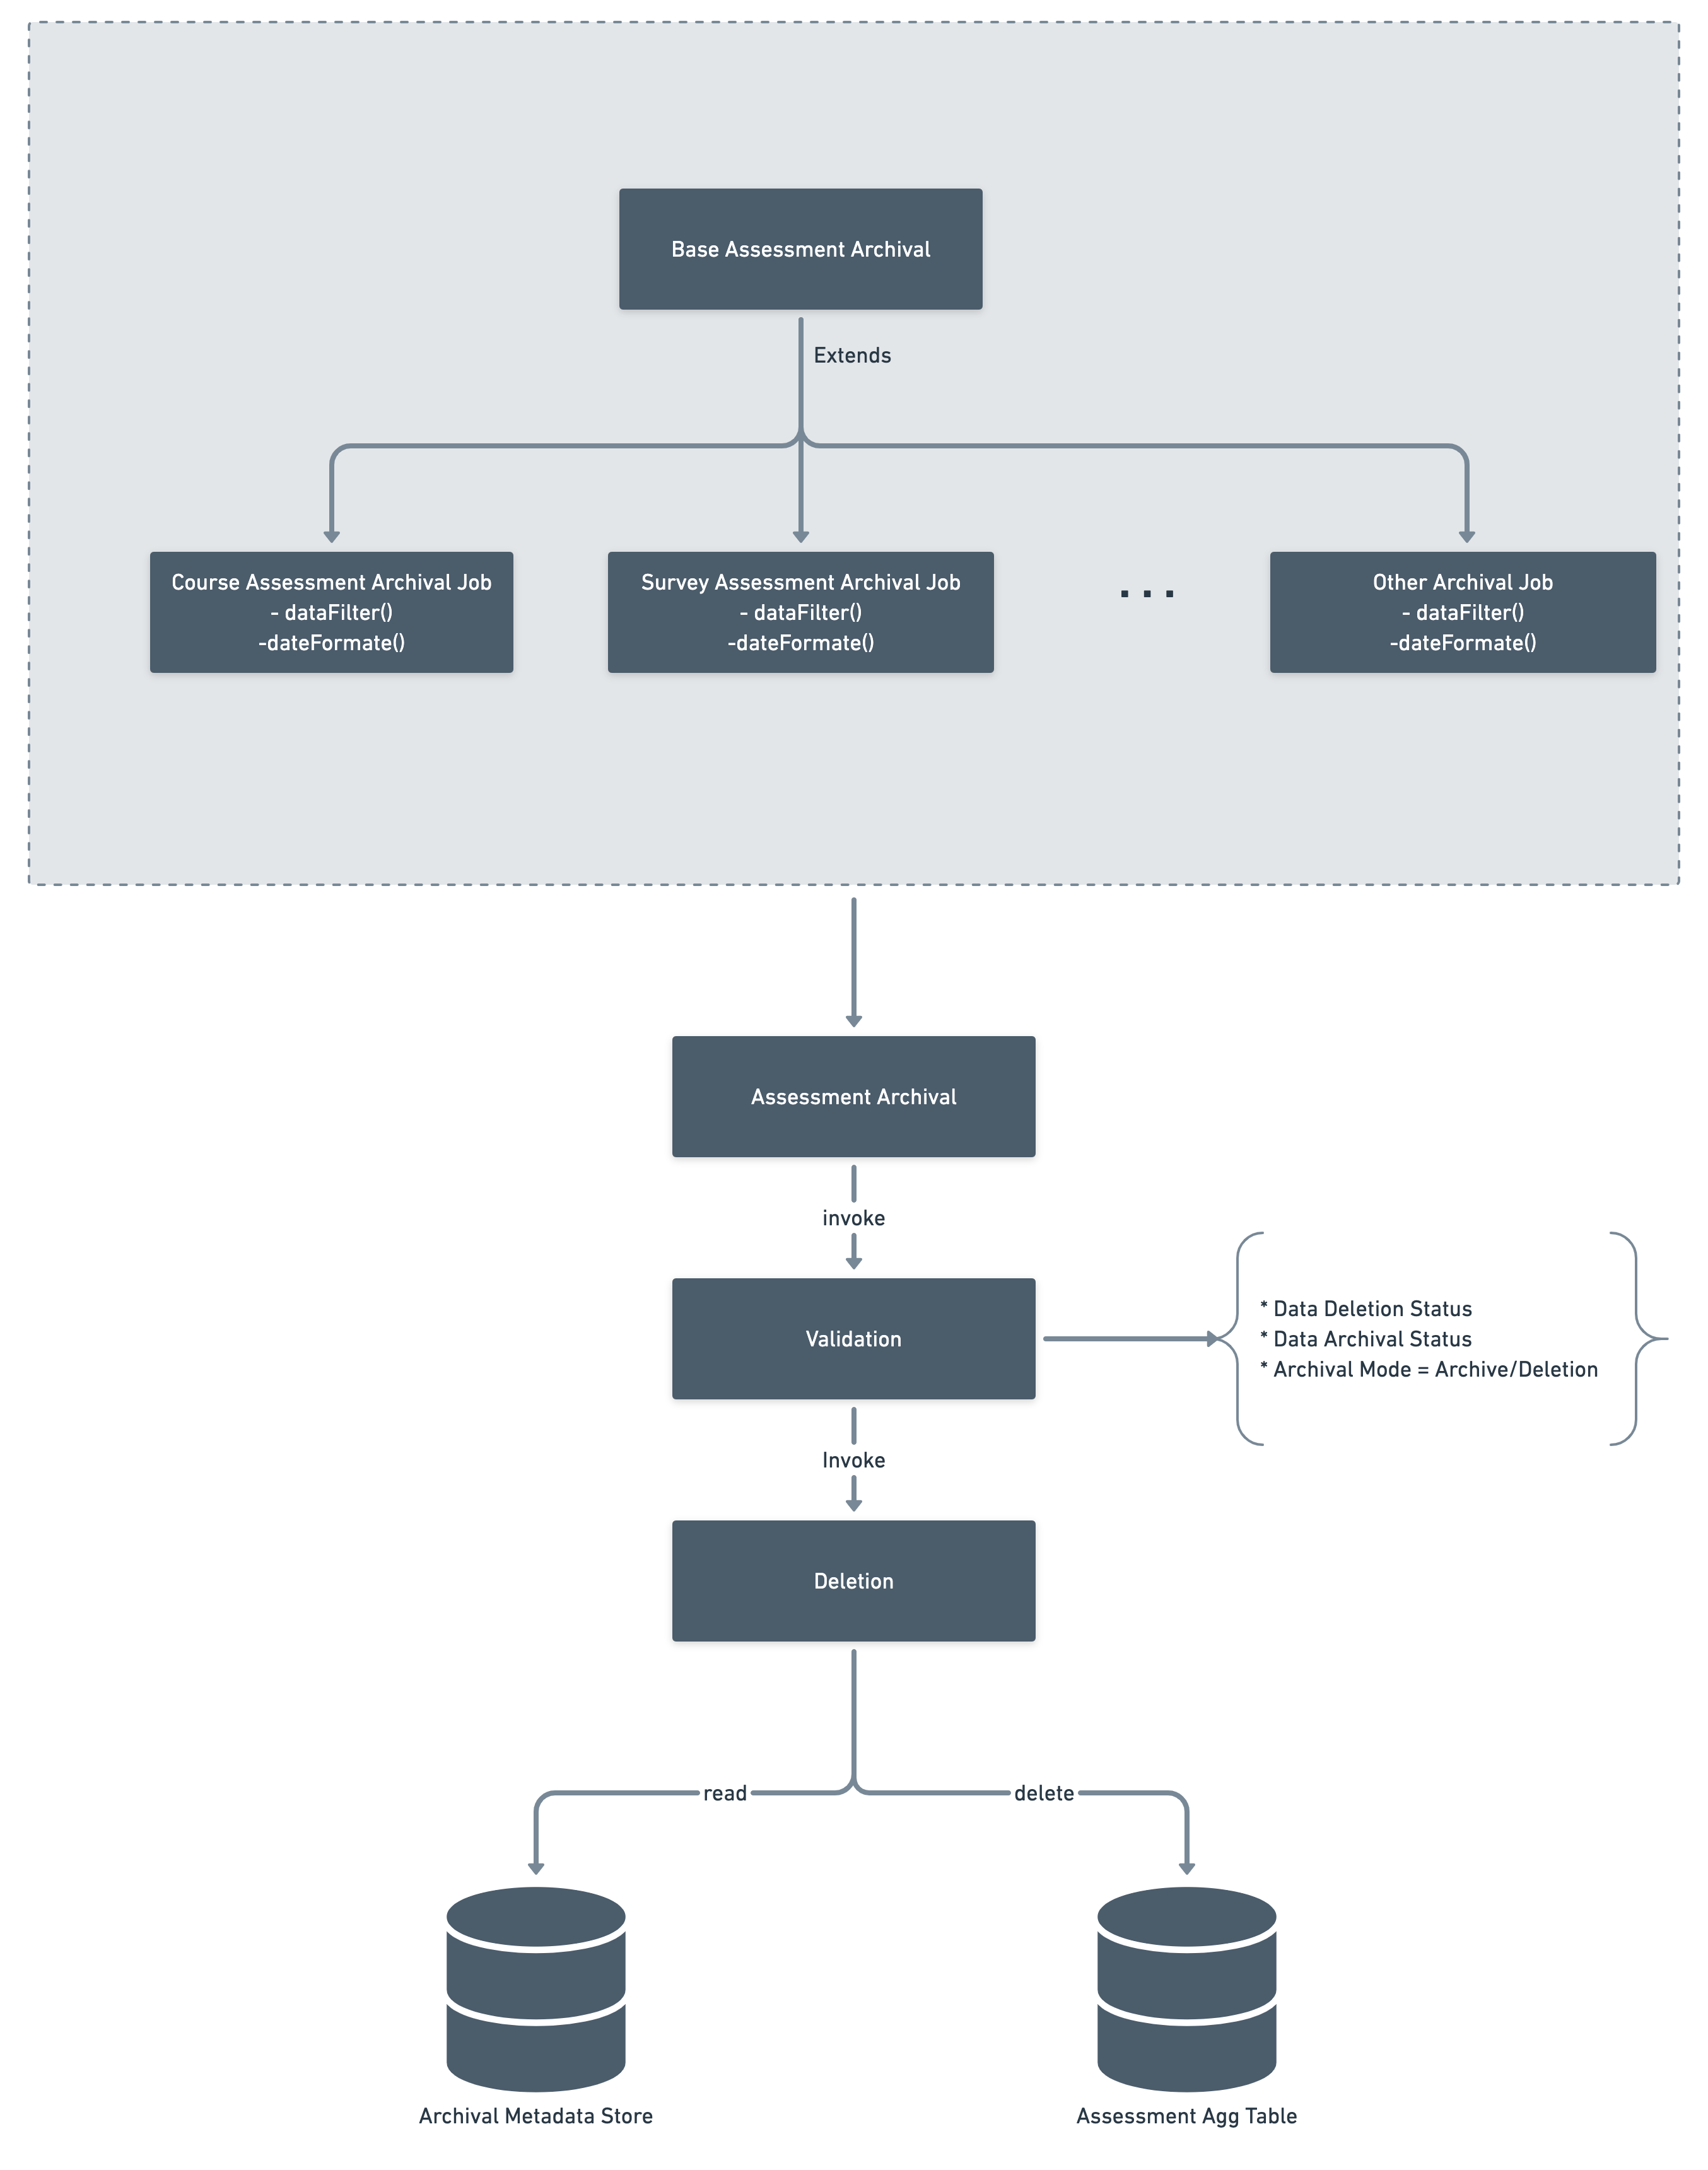 Base Assessment Archival
Extends
Course Assessment Archival Job
- dataFilter()
-dateFormate()
Survey Assessment Archival Job
- dataFilter()
-dateFormate()
...
Other Archival Job
- dataFilter()
-dateFormate()
Assessment Archival
invoke
Validation
* Data Deletion Status
* Data Archival Status
* Archival Mode = Archive/Deletion
Invoke
Deletion
read
delete
Archival Metadata Store
Assessment Agg Table